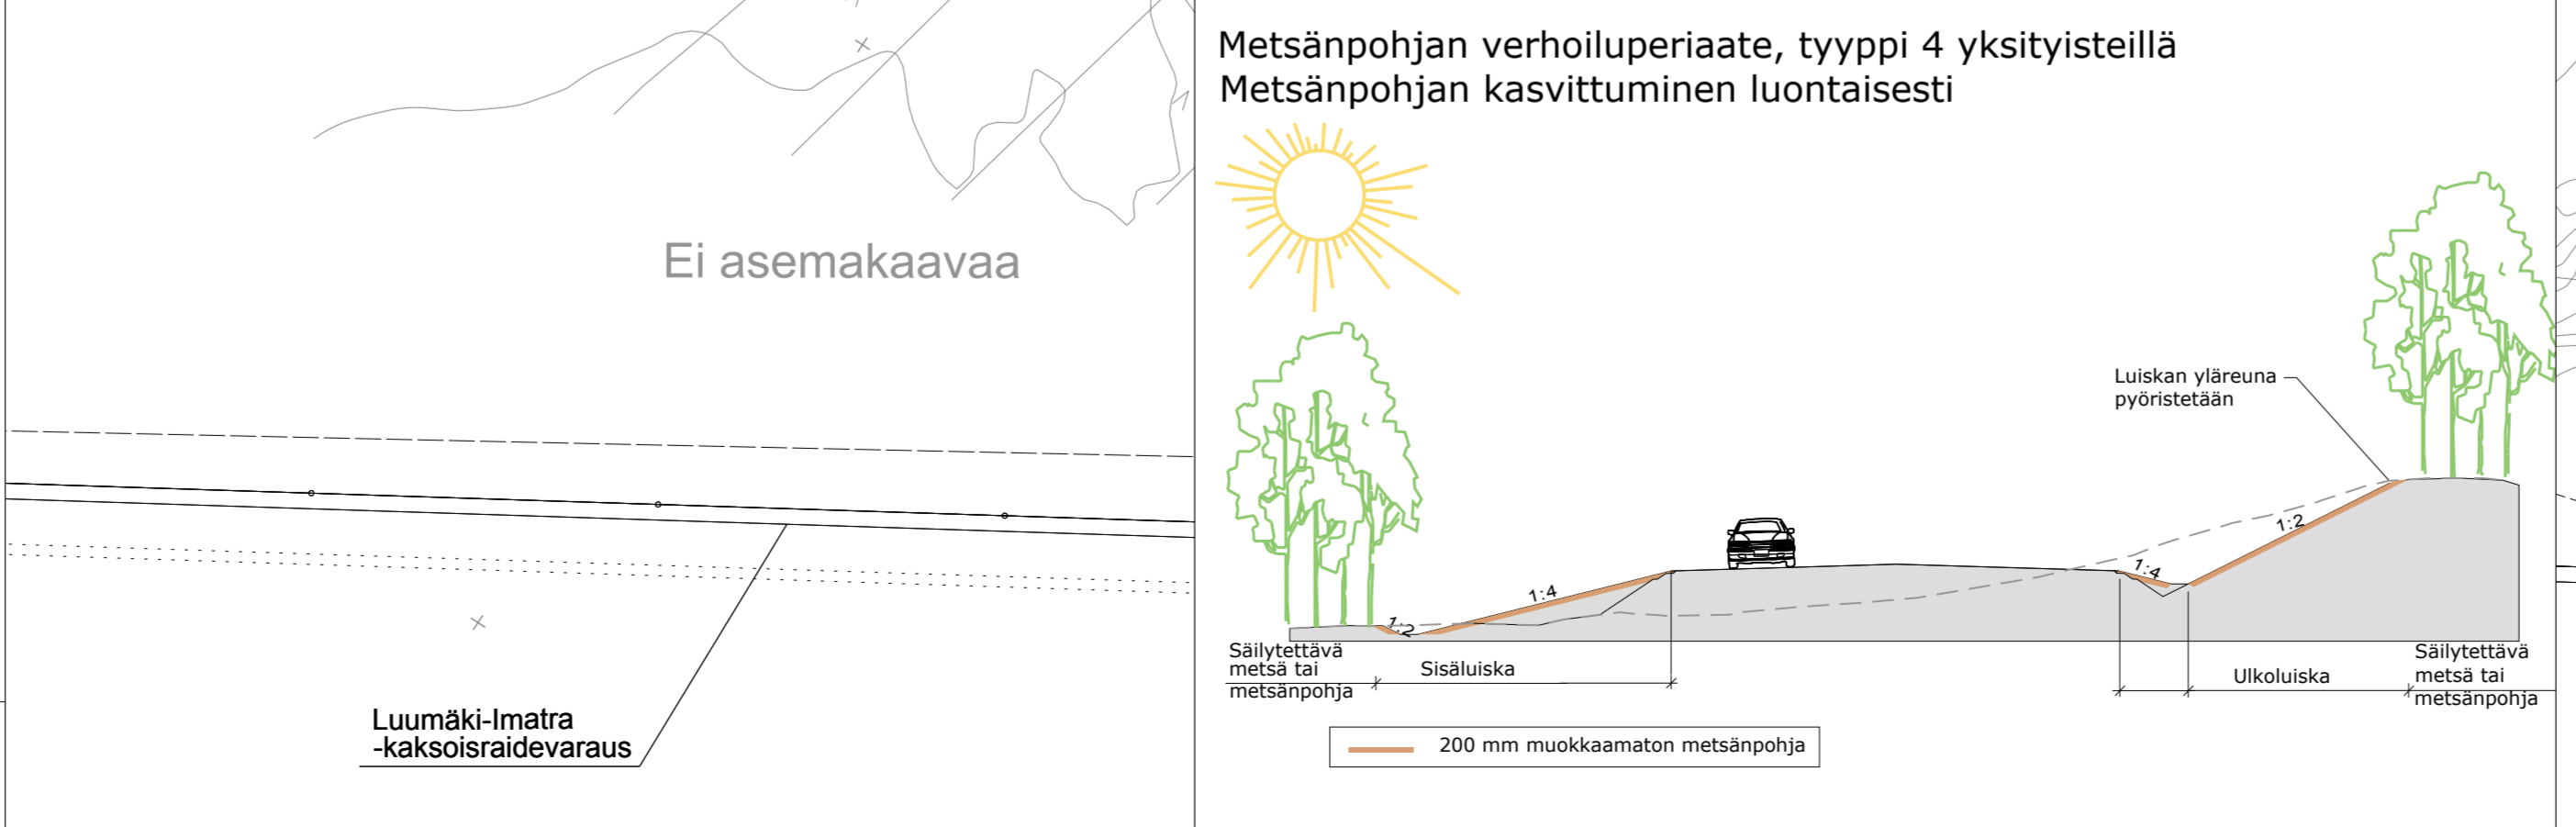 Ei asemakaavaa
Luumäki-Imatra
-kaksoisraidevaraus
Metsänpohjan verhoiluperiaate, tyyppi 4 yksityisteillä
Metsänpohjan kasvittuminen luontaisesti
Luiskan yläreuna
pyöristetään
1:2
1:4
1:4
1:2
Säilytettävä
metsä tai
metsänpohja
Sisäluiska
Ulkoluiska
Säilytettävä
metsä tai
metsänpohja
200 mm muokkaamaton metsänpohja